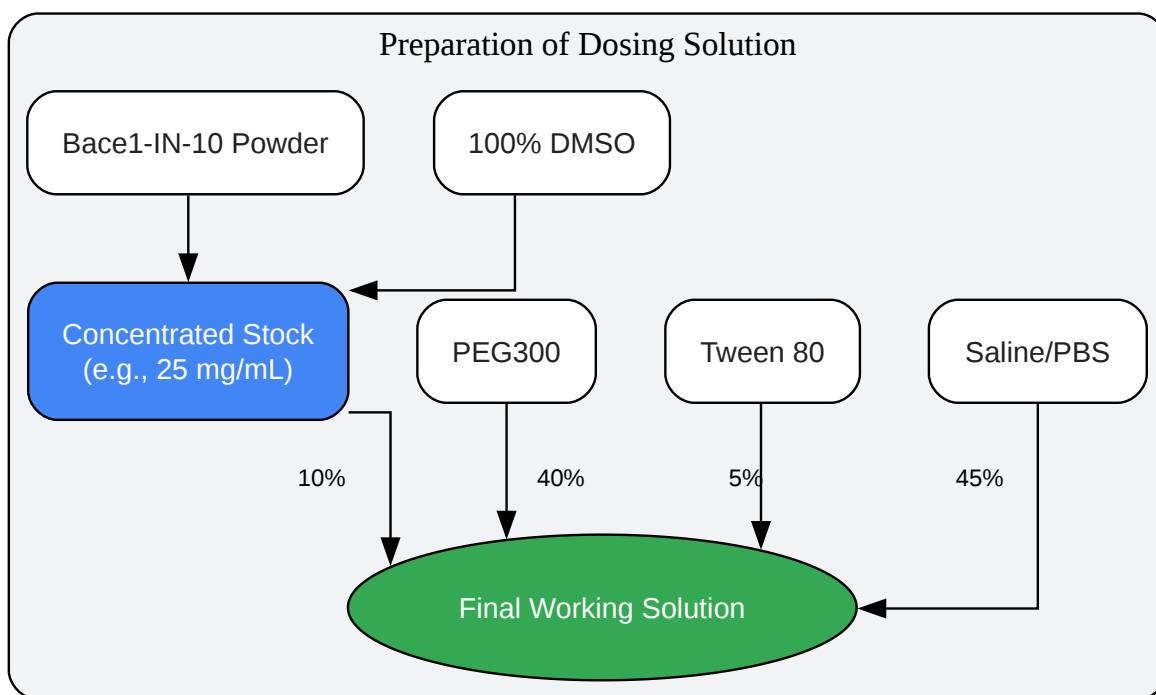 Preparation of Dosing Solution
Bace1-IN-10 Powder
100% DMSO
Concentrated Stock
(e.g., 25 mg/mL)
PEG300
Tween 80
Saline/PBS
10%
40%
5%
45%
Final Working Solution